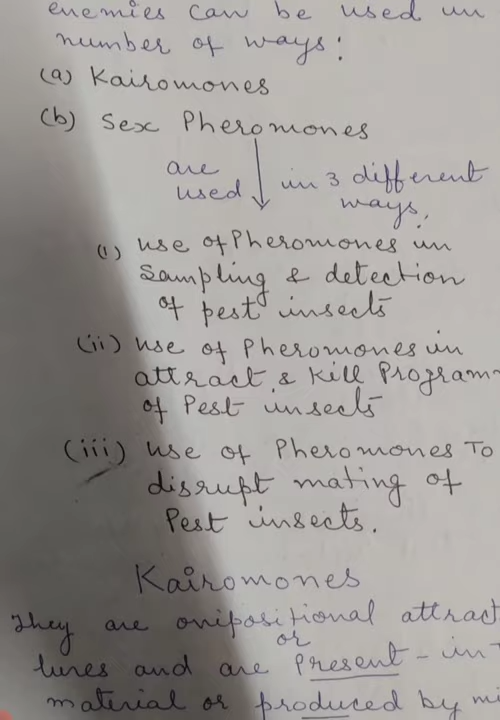 enemies can be used in
number of ways:
(a) Kairomones
(b) Sex Pheromones
are used in 3 different ways.
(i) use of Pheromones in
sampling & detection
of pest insects
(ii) use of Pheromones in
attract & Kill Program-
of Pest insects
(iii) use of Pheromones To
disrupt mating of
Pest insects.
Kairomones
They are onipositional attract
or
lures and are Present - in
material or produced by mi